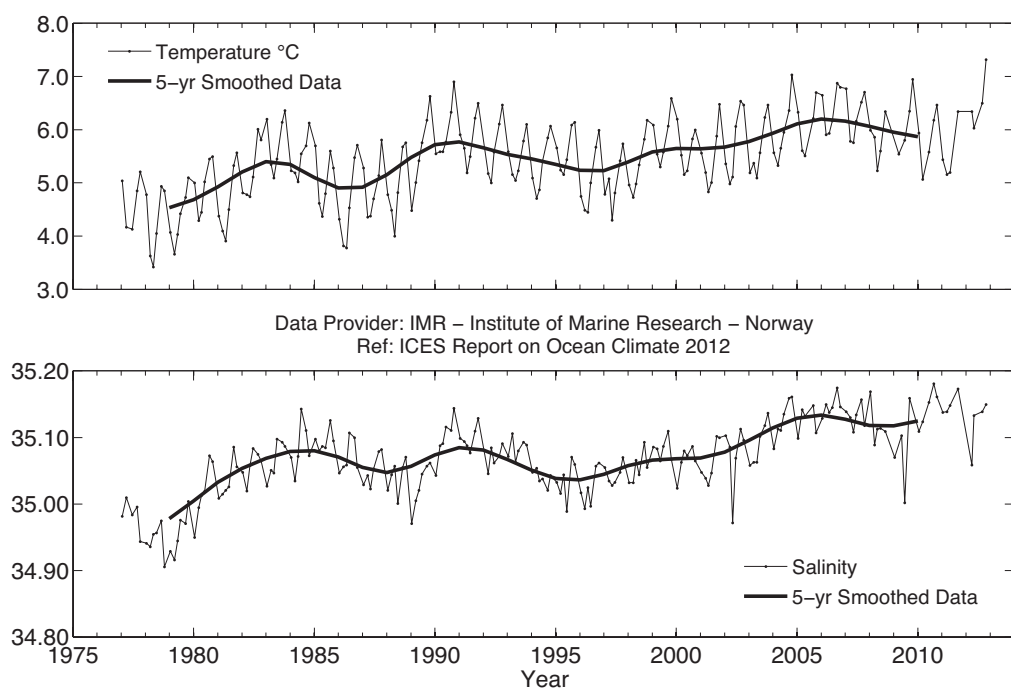 8.0
7.0
6.0
5.0
4.0
3.0
Temperature °C
5−yr Smoothed Data
Data Provider: IMR − Institute of Marine Research − Norway
Ref: ICES Report on Ocean Climate 2012
35.20
35.10
35.00
34.90
34.80
Salinity
5−yr Smoothed Data
1975 1980 1985 1990 1995 2000 2005 2010
Year